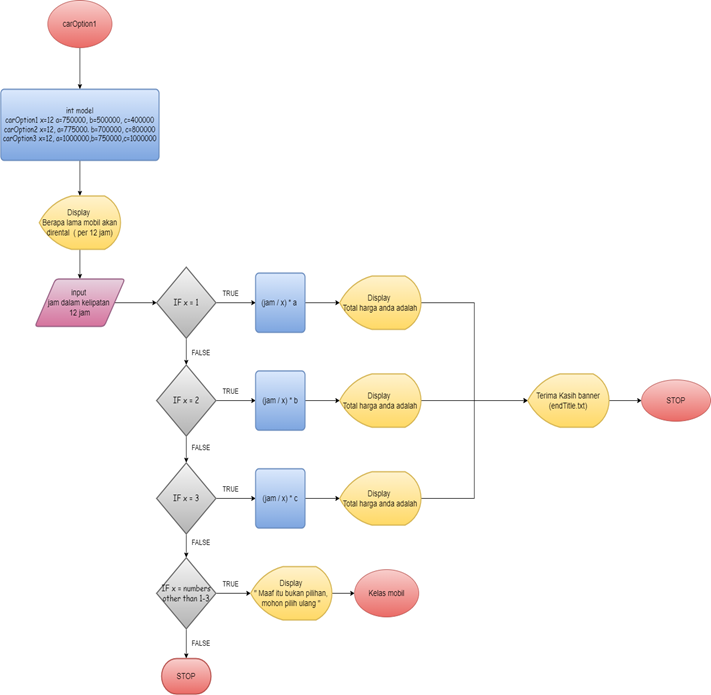 carOption1
int model
carOption1 x=12 a=750000, b=500000, c=400000
carOption2 x=12, a=775000. b=700000, c=800000
carOption3 x=12, a=1000000,b=750000,c=1000000
Display
Berapa lama mobil akan
dirental ( per 12 jam)
input
jam dalam kelipatan
12 jam
IF x = 1
TRUE
(jam / x) * a
Display
Total harga anda adalah
FALSE
IF x = 2
TRUE
(jam / x) * b
Display
Total harga anda adalah
Terima Kasih banner
(endTitle.txt)
STOP
FALSE
IF x = 3
TRUE
(jam / x) * c
Display
Total harga anda adalah
FALSE
IF x = numbers
other than 1-3
TRUE
Display
" Maaf itu bukan pilihan,
mohon pilih ulang "
Kelas mobil
FALSE
STOP